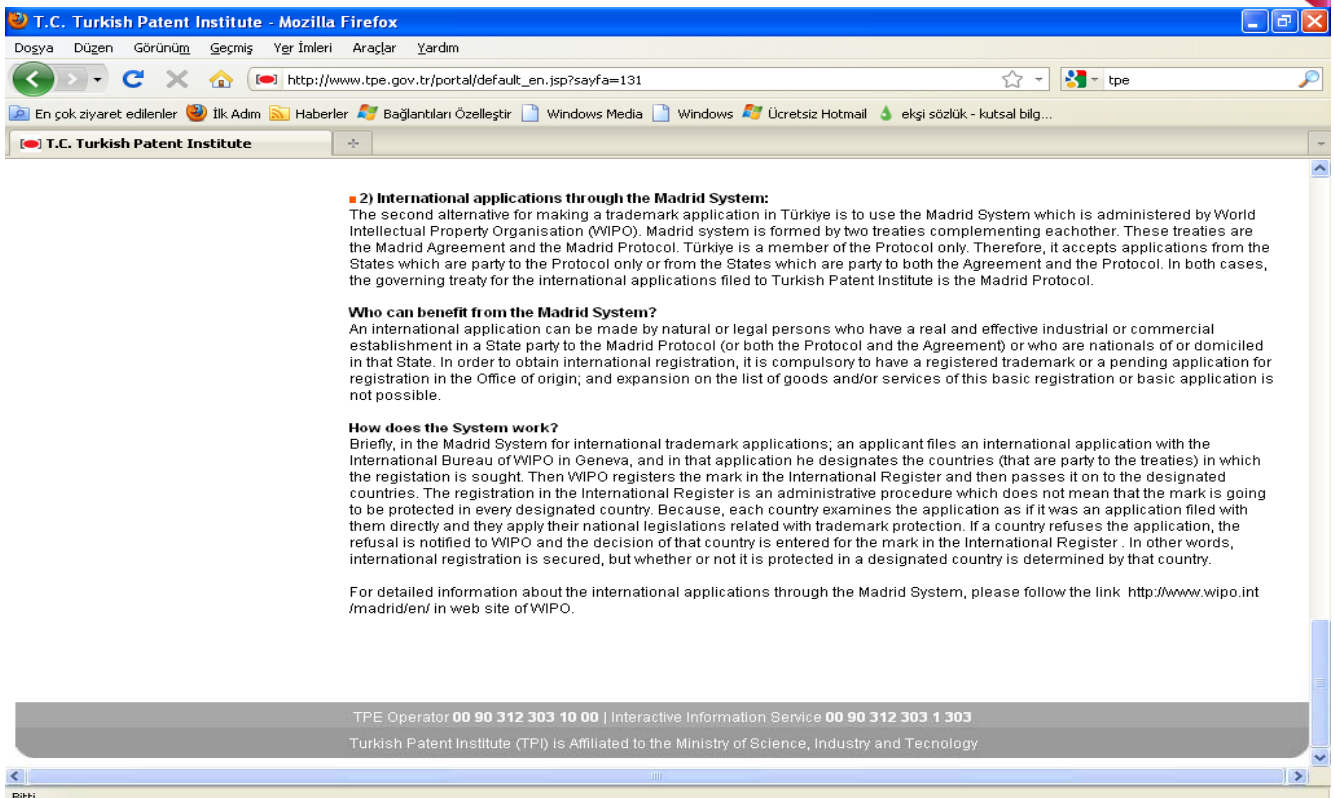 T.C. Turkish Patent Institute - Mozilla Firefox
Dosya Düzen Görünüm Geçmiş Yer İmleri Araçlar Yardım
http://www.tpe.gov.tr/portal/default_en.jsp?sayfa=131 tpe
En çok ziyaret edilenler İlk Adım Haberler Bağlantıları Özelleştir Windows Media Windows Ücretsiz Hotmail ekşi sözlük - kutsal bilg...
T.C. Turkish Patent Institute
2) International applications through the Madrid System:
The second alternative for making a trademark application in Türkiye is to use the Madrid System which is administered by World
Intellectual Property Organisation (WIPO). Madrid system is formed by two treaties complementing eachother. These treaties are
the Madrid Agreement and the Madrid Protocol. Türkiye is a member of the Protocol only. Therefore, it accepts applications from the
States which are party to the Protocol only or from the States which are party to both the Agreement and the Protocol. In both cases,
the governing treaty for the international applications filed to Turkish Patent Institute is the Madrid Protocol.
Who can benefit from the Madrid System?
An international application can be made by natural or legal persons who have a real and effective industrial or commercial
establishment in a State party to the Madrid Protocol (or both the Protocol and the Agreement) or who are nationals of or domiciled
in that State. In order to obtain international registration, it is compulsory to have a registered trademark or a pending application for
registration in the Office of origin; and expansion on the list of goods and/or services of this basic registration or basic application is
not possible.
How does the System work?
Briefly, in the Madrid System for international trademark applications; an applicant files an international application with the
International Bureau of WIPO in Geneva, and in that application he designates the countries (that are party to the treaties) in which
the registation is sought. Then WIPO registers the mark in the International Register and then passes it on to the designated
countries. The registration in the International Register is an administrative procedure which does not mean that the mark is going
to be protected in every designated country. Because, each country examines the application as if it was an application filed with
them directly and they apply their national legislations related with trademark protection. If a country refuses the application, the
refusal is notified to WIPO and the decision of that country is entered for the mark in the International Register . In other words,
international registration is secured, but whether or not it is protected in a designated country is determined by that country.
For detailed information about the international applications through the Madrid System, please follow the link http://www.wipo.int
/madrid/en/ in web site of WIPO.
TPE Operator 00 90 312 303 10 00 | Interactive Information Service 00 90 312 303 1 303
Turkish Patent Institute (TPI) is Affiliated to the Ministry of Science, Industry and Tecnology
Bitti